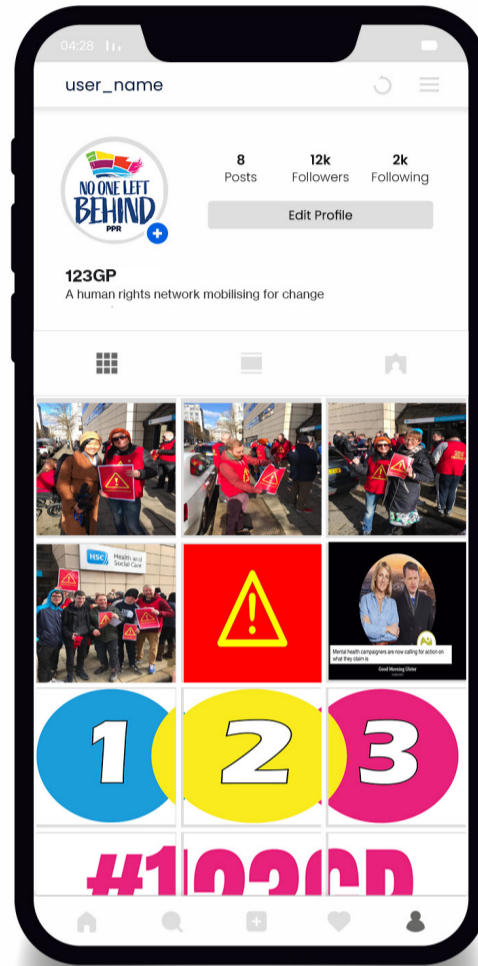 04:28
user_name
NO ONE LEFT
BEHIND
PPR
8
Posts
12k
Followers
2k
Following
Edit Profile
123GP
A human rights network mobilising for change
HSC Health and
Social Care
Mental health campaigners are now calling for action on
what they claim is
Good Morning Ulster
1 2 3
#123GP